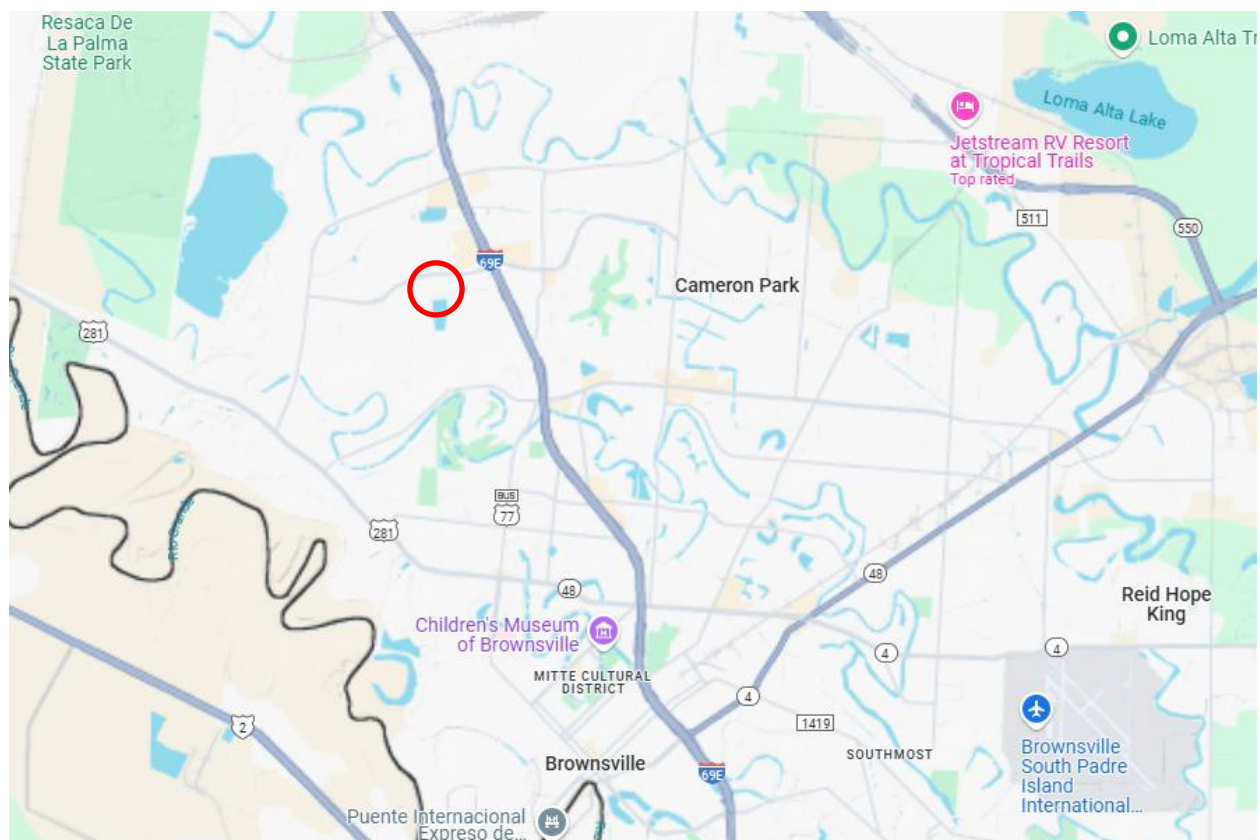 Resaca De
La Palma
State Park
Loma Alta Tr
Loma Alta Lake
Jetstream RV Resort
at Tropical Trails
Top rated
511
550
69E
Cameron Park
281
Rio Grande
BUS
77
281
48
48
Reid Hope
King
Children's Museum
of Brownsville
4
4
MITTE CULTURAL
DISTRICT
4
2
1419
SOUTHMOST
Brownsville
South Padre
Island
International...
Brownsville
69E
Puente Internacional
Expreso de...